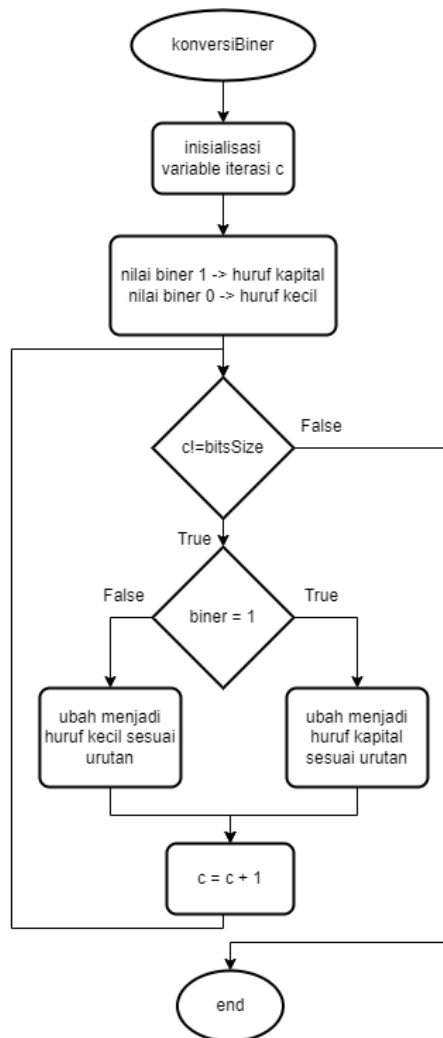 konversiBiner
inisialisasi
variable iterasi c
nilai biner 1 -> huruf kapital
nilai biner 0 -> huruf kecil
c!=bitsSize
False
True
False
biner = 1
True
ubah menjadi
huruf kecil sesuai
urutan
ubah menjadi
huruf kapital
sesuai urutan
c = c + 1
end